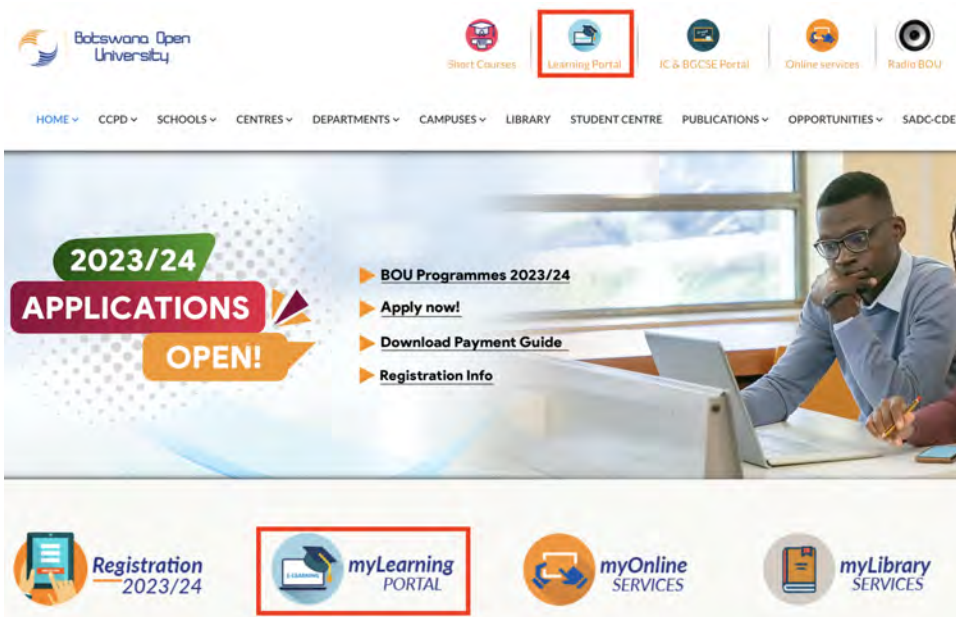 Botswana Open
University
Short Courses
Learning Portal
IC & BGCSE Portal
Online services
Radio BOU
HOME
CCPD
SCHOOLS
CENTRES
DEPARTMENTS
CAMPUSES
LIBRARY
STUDENT CENTRE
PUBLICATIONS
OPPORTUNITIES
SADC-CDE
2023/24
APPLICATIONS
OPEN!
BOU Programmes 2023/24
Apply now!
Download Payment Guide
Registration Info
Registration
2023/24
E-LEARNING
myLearning
PORTAL
myOnline
SERVICES
myLibrary
SERVICES